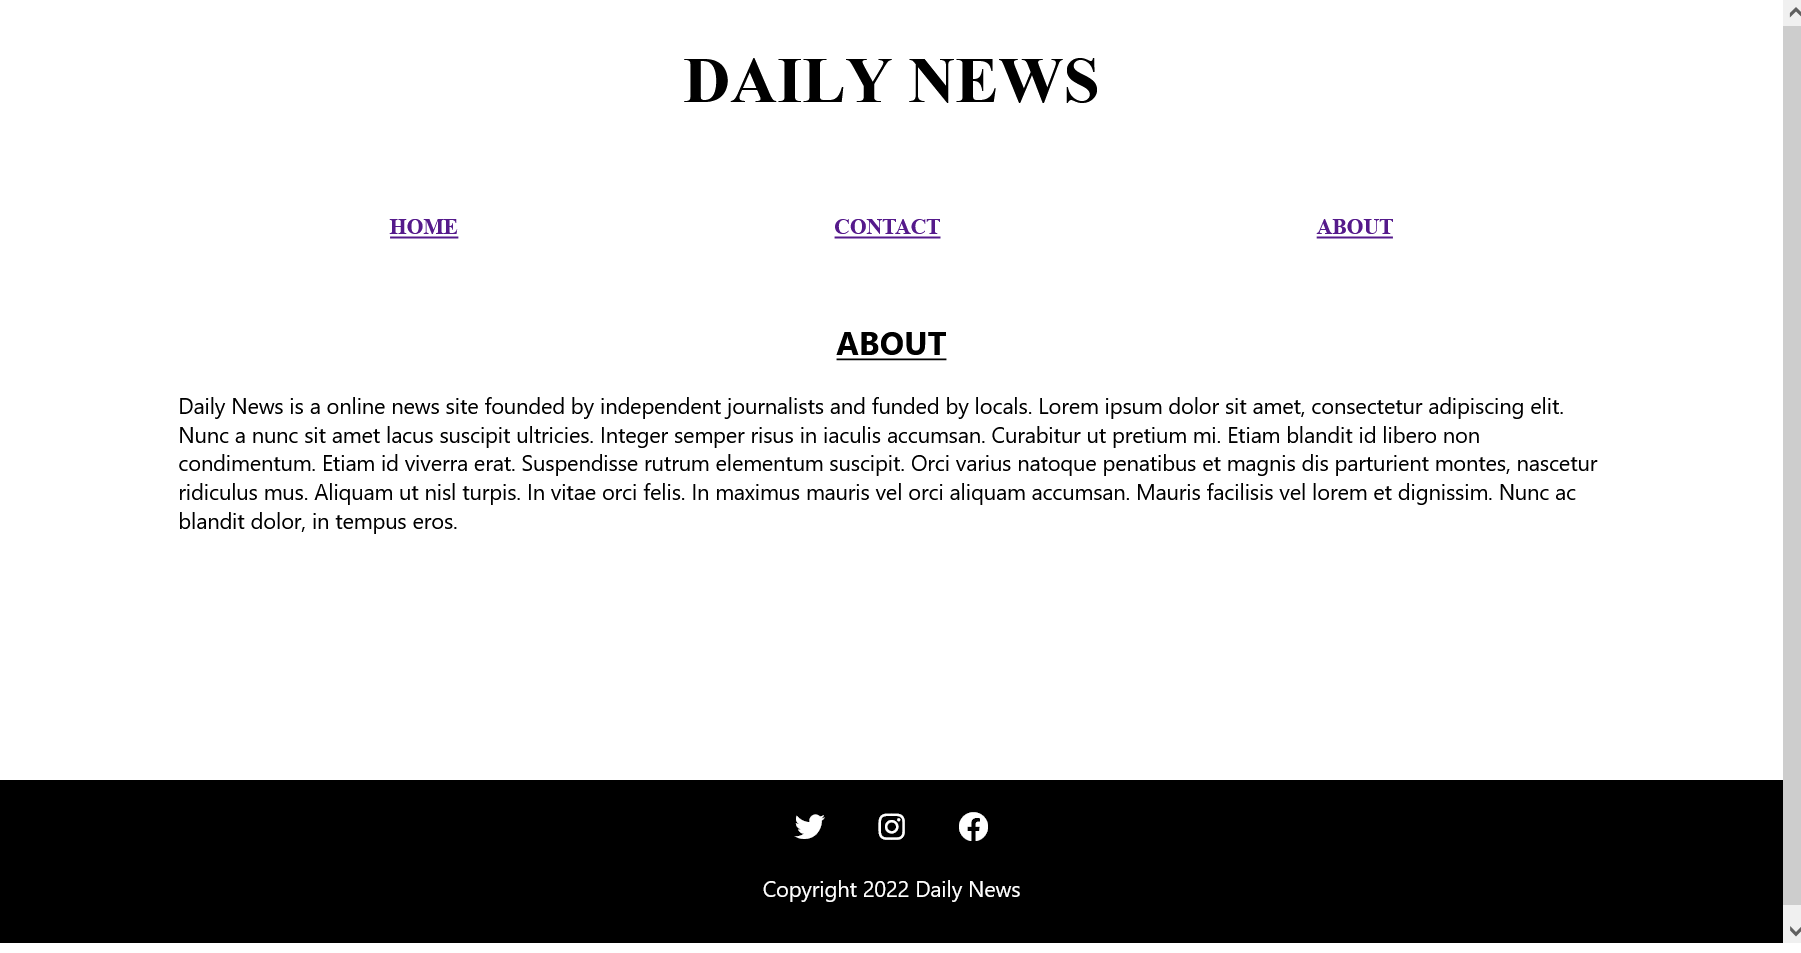 DAILY NEWS
HOME CONTACT ABOUT
ABOUT
Daily News is a online news site founded by independent journalists and funded by locals. Lorem ipsum dolor sit amet, consectetur adipiscing elit.
Nunc a nunc sit amet lacus suscipit ultricies. Integer semper risus in iaculis accumsan. Curabitur ut pretium mi. Etiam blandit id libero non
condimentum. Etiam id viverra erat. Suspendisse rutrum elementum suscipit. Orci varius natoque penatibus et magnis dis parturient montes, nascetur
ridiculus mus. Aliquam ut nisl turpis. In vitae orci felis. In maximus mauris vel orci aliquam accumsan. Mauris facilisis vel lorem et dignissim. Nunc ac
blandit dolor, in tempus eros.
Copyright 2022 Daily News